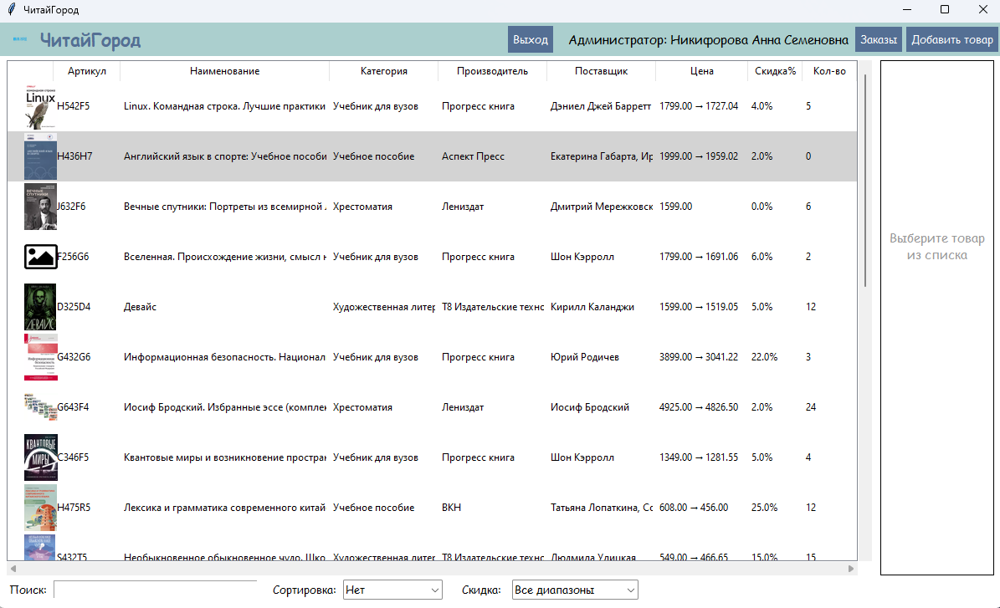 ЧитайГород
ЧитайГород Выход Администратор: Никифорова Анна Семеновна Заказы Добавить товар
Артикул Наименование Категория Производитель Поставщик Цена Скидка% Кол-во
командная строка
Linux
H542F5 Linux. Командная строка. Лучшие практики Учебник для вузов Прогресс книга Дэниел Джей Барретт 1799.00 → 1727.04 4.0% 5
H436H7 Английский язык в спорте: Учебное пособи Учебное пособие Аспект Пресс Екатерина Габарта, Ир 1999.00 → 1959.02 2.0% 0
ВЕЧНЫЕ
СПУТНИКИ
J632F6 Вечные спутники: Портреты из всемирной л Хрестоматия Лениздат Дмитрий Мережковск 1599.00 0.0% 6
F256G6 Вселенная. Происхождение жизни, смысл н Учебник для вузов Прогресс книга Шон Кэрролл 1799.00 → 1691.06 6.0% 2
ДЕВАЙС
D325D4 Девайс Художественная литер Т8 Издательские техно Кирилл Каланджи 1599.00 → 1519.05 5.0% 12
G432G6 Информационная безопасность. Национал Учебник для вузов Прогресс книга Юрий Родичев 3899.00 → 3041.22 22.0% 3
G643F4 Иосиф Бродский. Избранные эссе (комплек Хрестоматия Лениздат Иосиф Бродский 4925.00 → 4826.50 2.0% 24
КВАНТОВЫЕ
МИРЫ
C346F5 Квантовые миры и возникновение простран Учебник для вузов Прогресс книга Шон Кэрролл 1349.00 → 1281.55 5.0% 4
H475R5 Лексика и грамматика современного китай Учебное пособие ВКН Татьяна Лопаткина, Со 608.00 → 456.00 25.0% 12
S432T5 Необыкновенное обыкновенное чудо. Шко Художественная литер Т8 Издательские техно Людмила Улицкая 549.00 → 466.65 15.0% 15
Выберите товар
из списка
Поиск: Сортировка: Нет Скидка: Все диапазоны